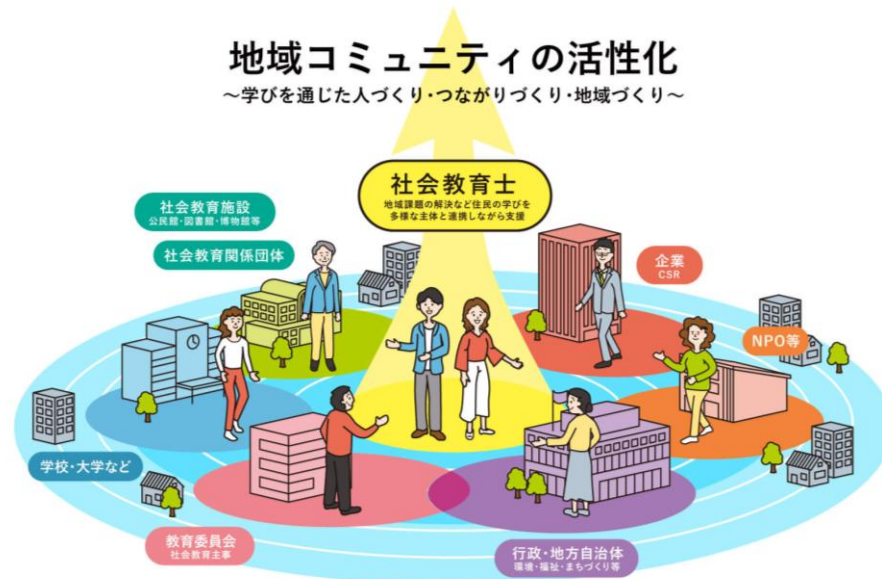 地域コミュニティの活性化
～学びを通じた人づくり・つながりづくり・地域づくり～
社会教育士
地域課題の解決など住民の学びを
多様な主体と連携しながら支援
社会教育施設
公民館・図書館・博物館等
社会教育関係団体
企業
CSR
NPO等
学校・大学など
教育委員会
社会教育主事
行政・地方自治体
環境・福祉・まちづくり等